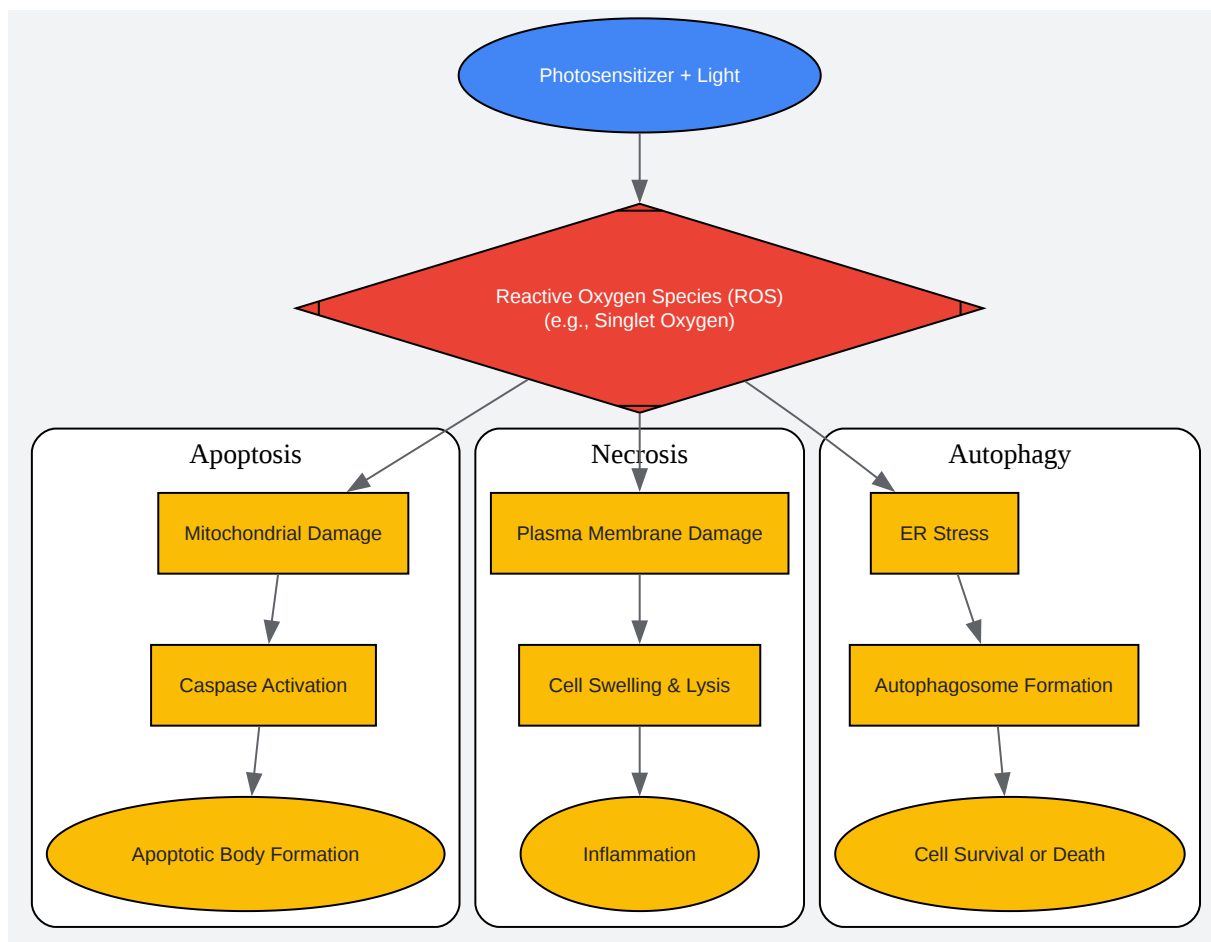 Photosensitizer + Light
Reactive Oxygen Species (ROS)
(e.g., Singlet Oxygen)
Apoptosis
Necrosis
Autophagy
Mitochondrial Damage
Plasma Membrane Damage
ER Stress
Caspase Activation
Cell Swelling & Lysis
Autophagosome Formation
Apoptotic Body Formation
Inflammation
Cell Survival or Death